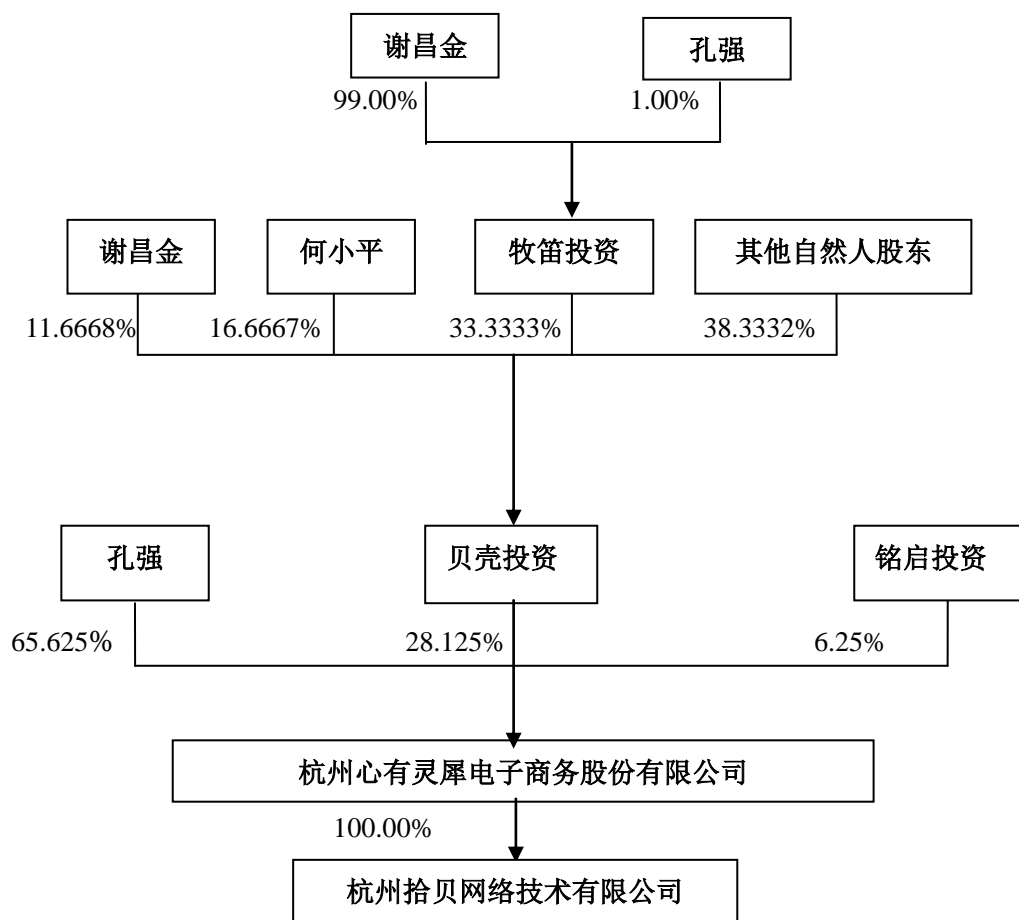 谢昌金
孔强
99.00%
1.00%
谢昌金
何小平
牧笛投资
其他自然人股东
11.6668%
16.6667%
33.3333%
38.3332%
孔强
贝壳投资
铭启投资
65.625%
28.125%
6.25%
杭州心有灵犀电子商务股份有限公司
100.00%
杭州拾贝网络技术有限公司